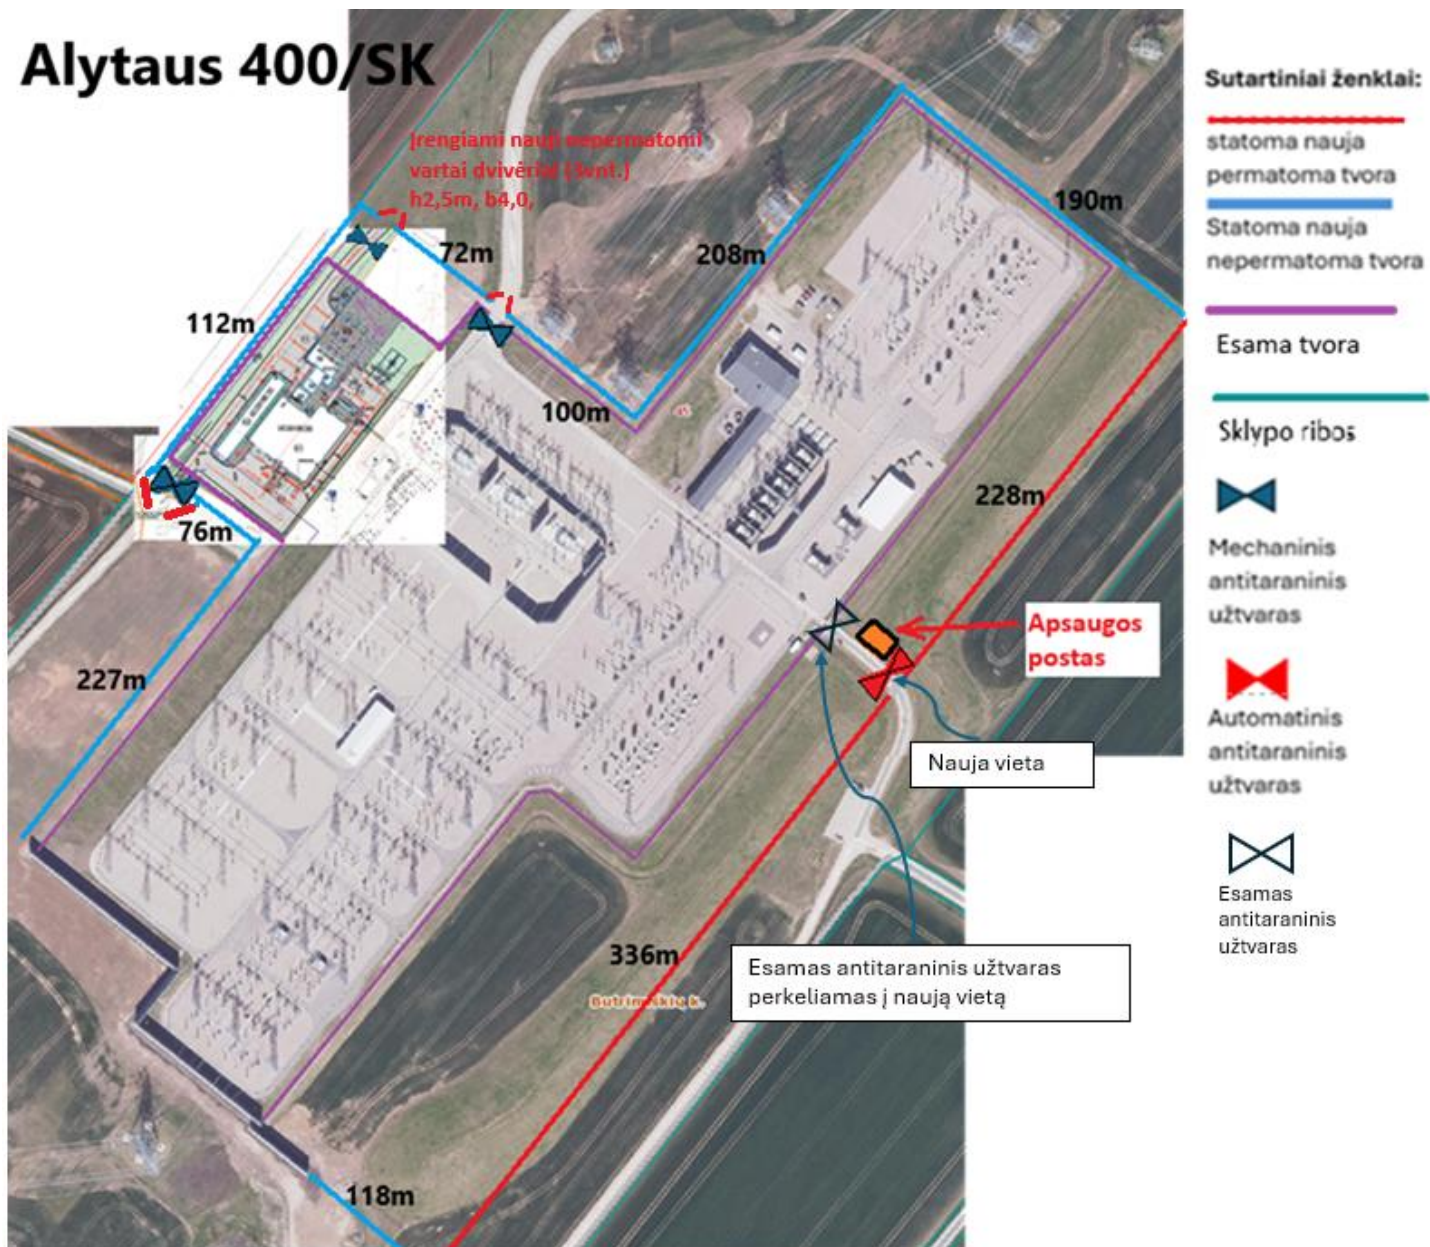 Alytaus 400/SK
Įrengiami nauji nepermatomi
vartai dvivėriai (3vnt.)
h2,5m, b4,0,
72m
208m
190m
112m
100m
76m
228m
227m
Apsaugos
postas
Nauja vieta
336m
Butrimiškių k.
Esamas antitaraninis užtvaras
perkeliamas į naują vietą
118m
Sutartiniai ženklai:
statoma nauja
permatoma tvora
Statoma nauja
nepermatoma tvora
Esama tvora
Sklypo ribos
Mechaninis
antitaraninis
užtvaras
Automatinis
antitaraninis
užtvaras
Esamas
antitaraninis
užtvaras